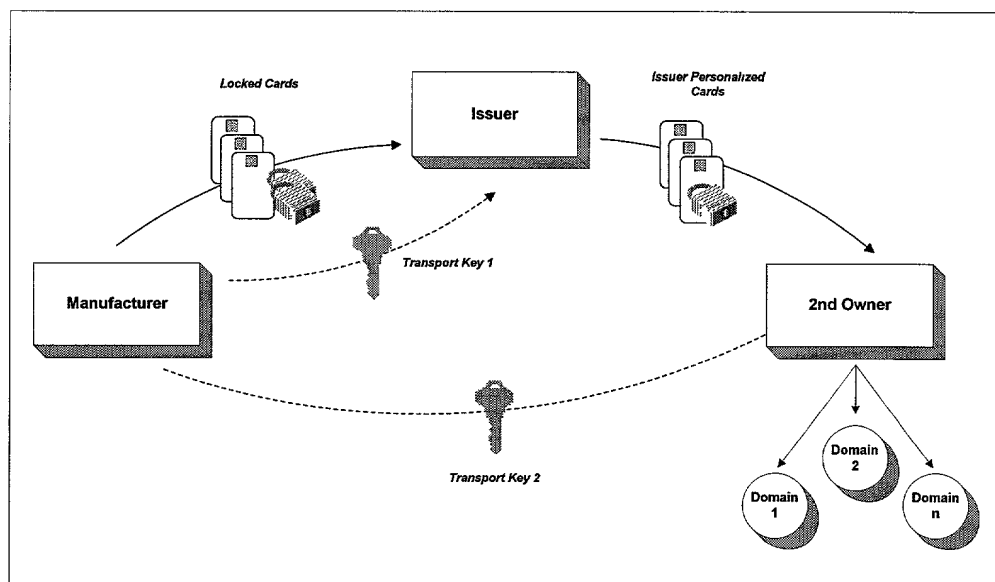 Locked Cards
Issuer
Issuer Personalized
Cards
Transport Key 1
Manufacturer
2nd Owner
Transport Key 2
Domain
1
Domain
2
Domain
n